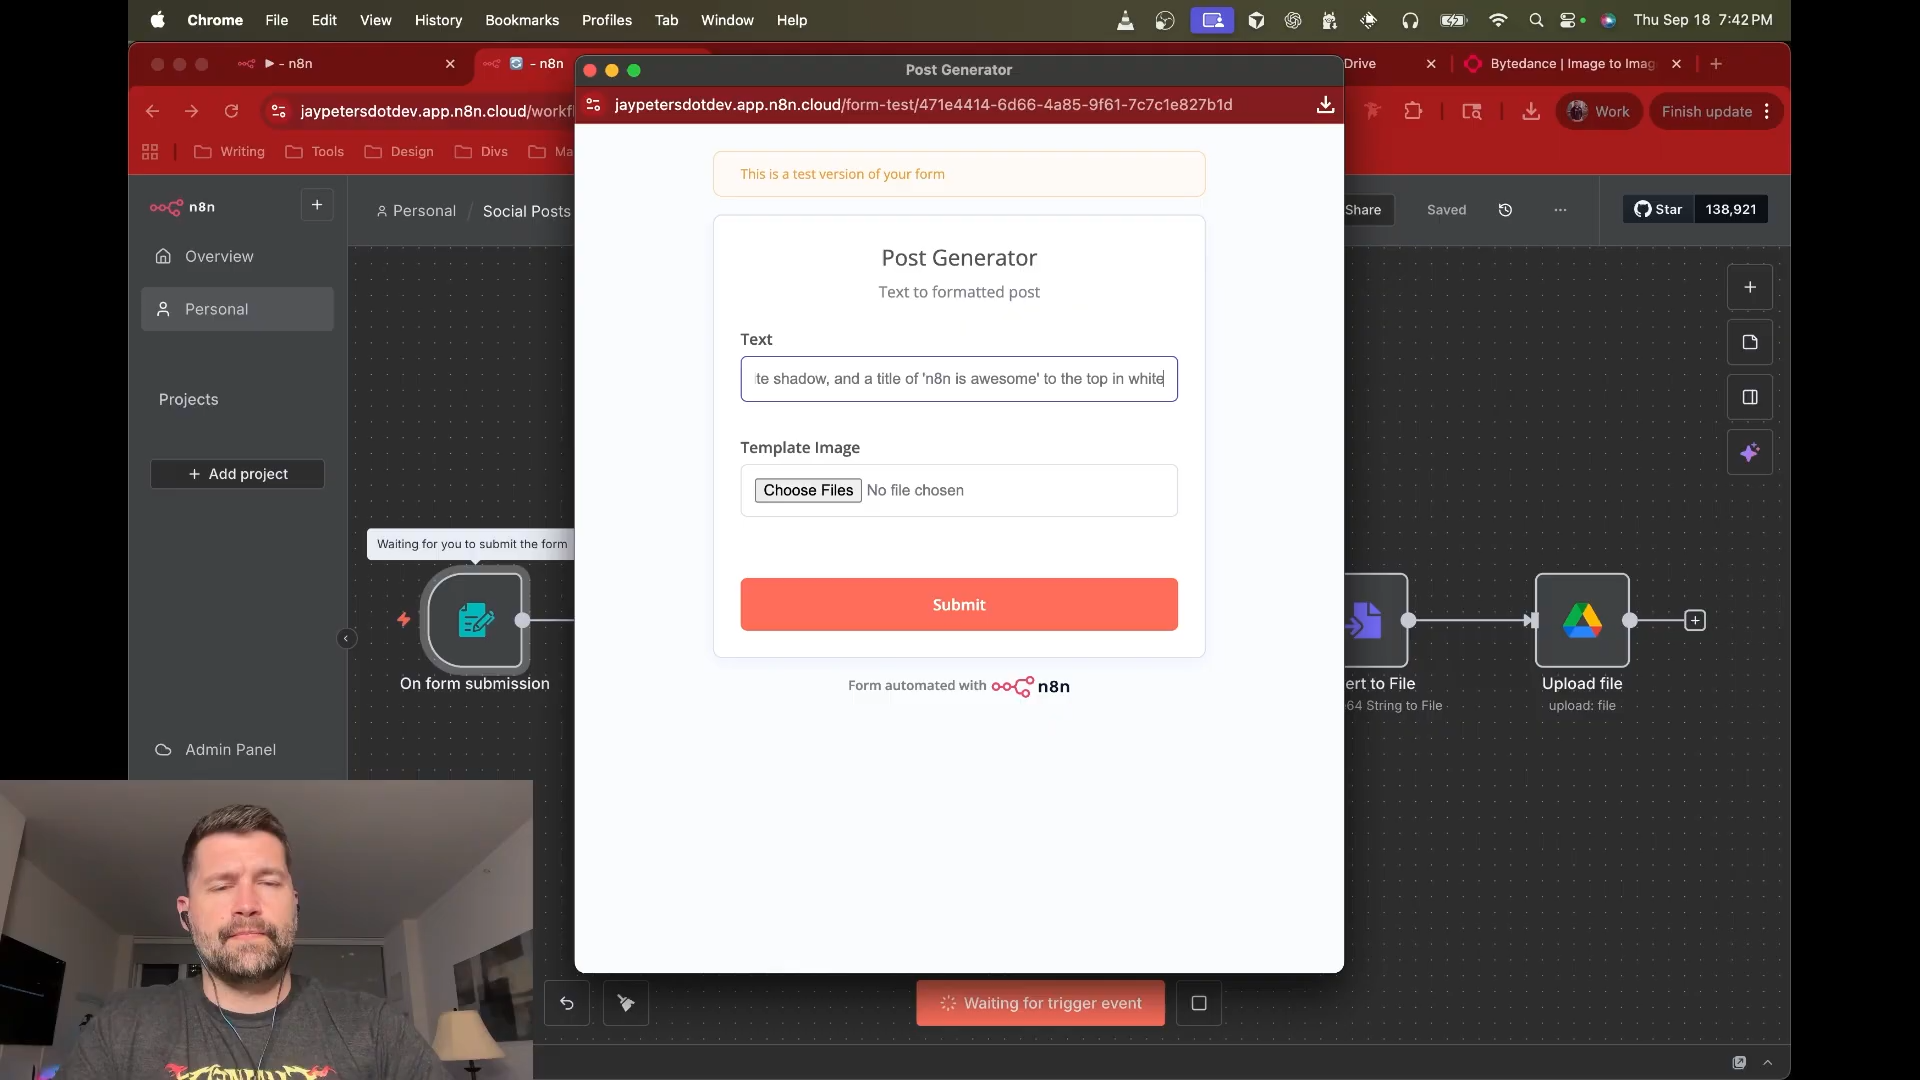 Chrome File Edit View History Bookmarks Profiles Tab Window Help
Thu Sep 18 7:42 PM
- n8n
- n8n
Post Generator
Drive
Bytedance | Image to Imag
jaypetersdotdev.app.n8n.cloud/workf
jaypetersdotdev.app.n8n.cloud/form-test/471e4414-6d66-4a85-9f61-7c7c1e827b1d
Work
Finish update
Writing
Tools
Design
Divs
Ma
This is a test version of your form
n8n
Personal / Social Posts
Share
Saved
Star 138,921
Overview
Personal
Projects
Add project
Post Generator
Text to formatted post
Text
te shadow, and a title of 'n8n is awesome' to the top in white
Template Image
Choose Files No file chosen
Submit
Form automated with n8n
Waiting for you to submit the form
On form submission
ert to File
64 String to File
Upload file
upload: file
Admin Panel
Waiting for trigger event